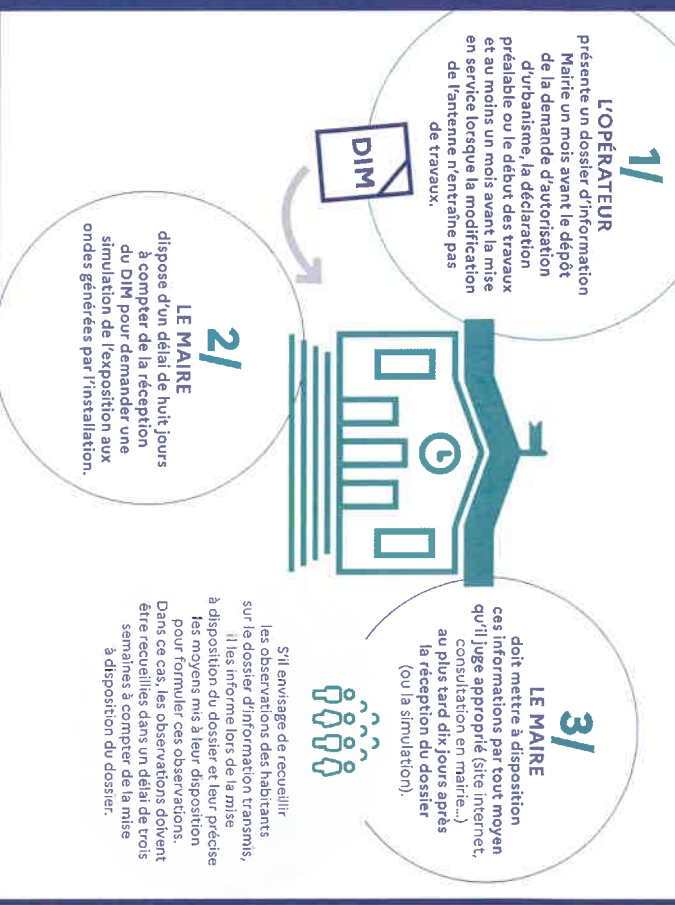 1/
L'OPÉRATEUR
présente un dossier d'information
Mairie un mois avant le dépôt
de la demande d'autorisation
d'urbanisme, la déclaration
préalable ou le début des travaux
et au moins un mois avant la mise
en service lorsque la modification
de l'antenne n'entraîne pas
de travaux.
DIM
2/
LE MAIRE
dispose d'un délai de huit jours
à compter de la réception
du DIM pour demander une
simulation de l'exposition aux
ondes générées par l'installation.
3/
LE MAIRE
doit mettre à disposition
ces informations par tout moyen
qu'il juge approprié (site internet,
consultation en mairie...)
au plus tard dix jours après
la réception du dossier
(ou la simulation).
S'il envisage de recueillir
les observations des habitants
sur le dossier d'information transmis,
il les informe lors de la mise
à disposition du dossier et leur précise
les moyens mis à leur disposition
pour formuler ces observations.
Dans ce cas, les observations doivent
être recueillies dans un délai de trois
semaines à compter de la mise
à disposition du dossier.